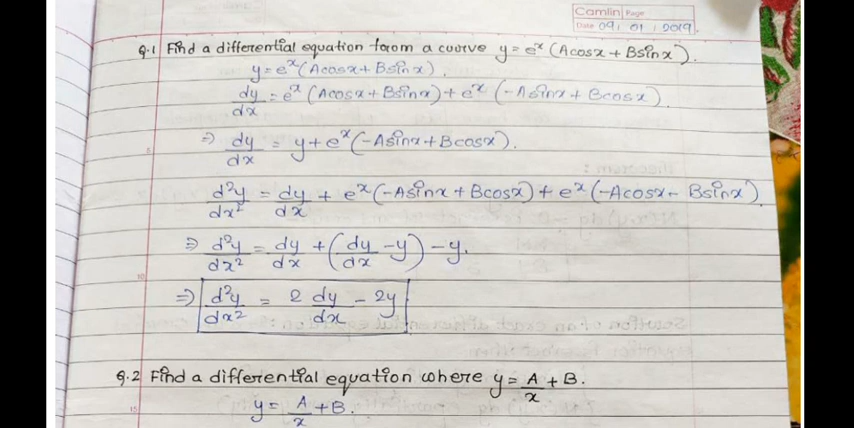 Camlin Page
Date 09 / 01 / 2019
Q.1 Find a differential equation form a cuorve y = e^x (Acosx + Bsinx).
y = e^x (Acosx + Bsinx).
dy/dx = e^x (Acosx + Bsinx) + e^x (-Asinx + Bcosx)
⇒ dy/dx = y + e^x (-Asinx + Bcosx).
d²y/dx² = dy/dx + e^x (-Asinx + Bcosx) + e^x (-Acosx - Bsinx)
⇒ d²y/dx² = dy/dx + (dy/dx - y) - y.
⇒ d²y/dx² = 2 dy/dx - 2y
Q.2 Find a differential equation where y = A/x + B.
y = A/x + B.